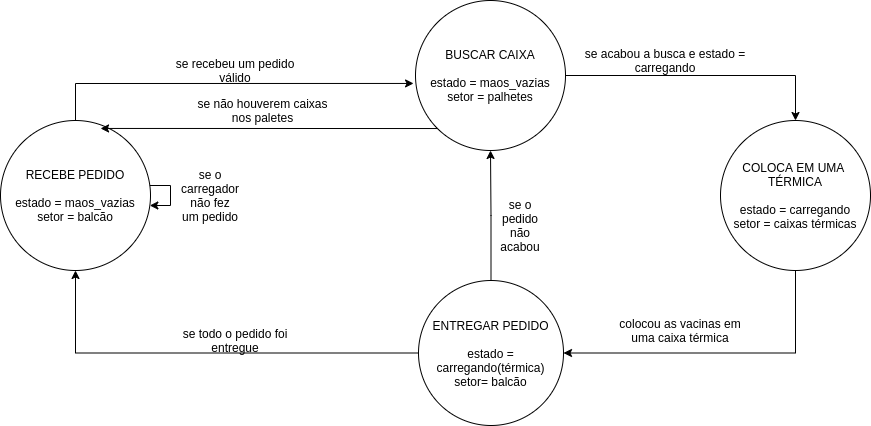 BUSCAR CAIXA
estado = maos_vazias
setor = palhetes
se recebeu um pedido
válido
se acabou a busca e estado =
carregando
se não houverem caixas
nos paletes
RECEBE PEDIDO
estado = maos_vazias
setor = balcão
se o
carregador
não fez
um pedido
COLOCA EM UMA
TÉRMICA
estado = carregando
setor = caixas térmicas
se o
pedido
não
acabou
ENTREGAR PEDIDO
estado =
carregando(térmica)
setor= balcão
se todo o pedido foi
entregue
colocou as vacinas em
uma caixa térmica